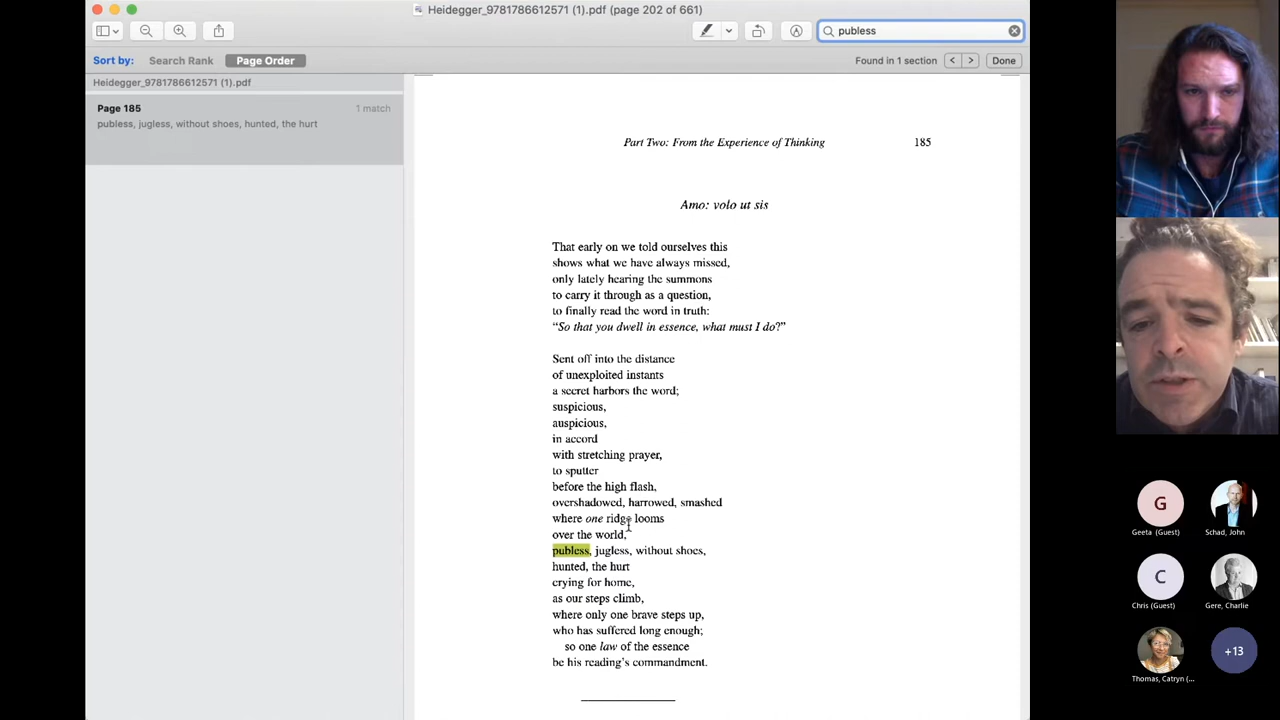 Heidegger_9781786612571 (1).pdf (page 202 of 661)
publess
Sort by: Search Rank Page Order
Found in 1 section
Done
Heidegger_9781786612571 (1).pdf
Page 185
1 match
publess, jugless, without shoes, hunted, the hurt
Part Two: From the Experience of Thinking 185
Amo: volo ut sis
That early on we told ourselves this
shows what we have always missed,
only lately hearing the summons
to carry it through as a question,
to finally read the word in truth:
“So that you dwell in essence, what must I do?”
Sent off into the distance
of unexploited instants
a secret harbors the word;
suspicious,
auspicious,
in accord
with stretching prayer,
to sputter
before the high flash,
overshadowed, harrowed, smashed
where one ridge looms
over the world,
publess, jugless, without shoes,
hunted, the hurt
crying for home,
as our steps climb,
where only one brave steps up,
who has suffered long enough;
so one law of the essence
be his reading’s commandment.
G
Geeta (Guest)
Schad, John
C
Chris (Guest)
Gere, Charlie
Thomas, Catryn (...
+13